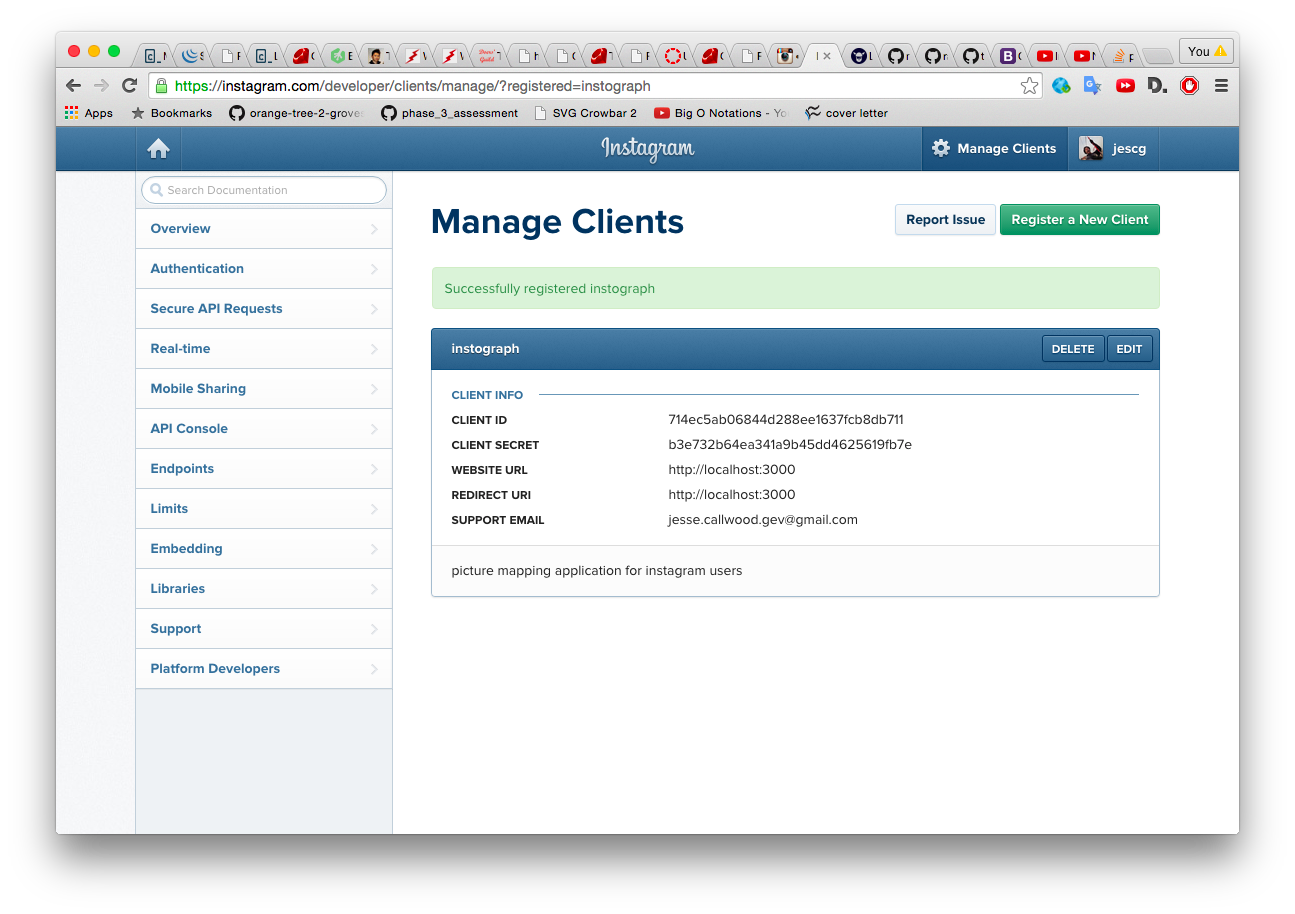 You
https://instagram.com/developer/clients/manage/?registered=instograph
Apps Bookmarks orange-tree-2-grover phase_3_assessment SVG Crowbar 2 Big O Notations - Yo cover letter
Instagram Manage Clients jescg
Search Documentation
Overview
Authentication
Secure API Requests
Real-time
Mobile Sharing
API Console
Endpoints
Limits
Embedding
Libraries
Support
Platform Developers
Manage Clients Report Issue Register a New Client
Successfully registered instograph
instograph DELETE EDIT
CLIENT INFO
CLIENT ID 714ec5ab06844d288ee1637fcb8db711
CLIENT SECRET b3e732b64ea341a9b45dd4625619fb7e
WEBSITE URL http://localhost:3000
REDIRECT URI http://localhost:3000
SUPPORT EMAIL jesse.callwood.gev@gmail.com
picture mapping application for instagram users